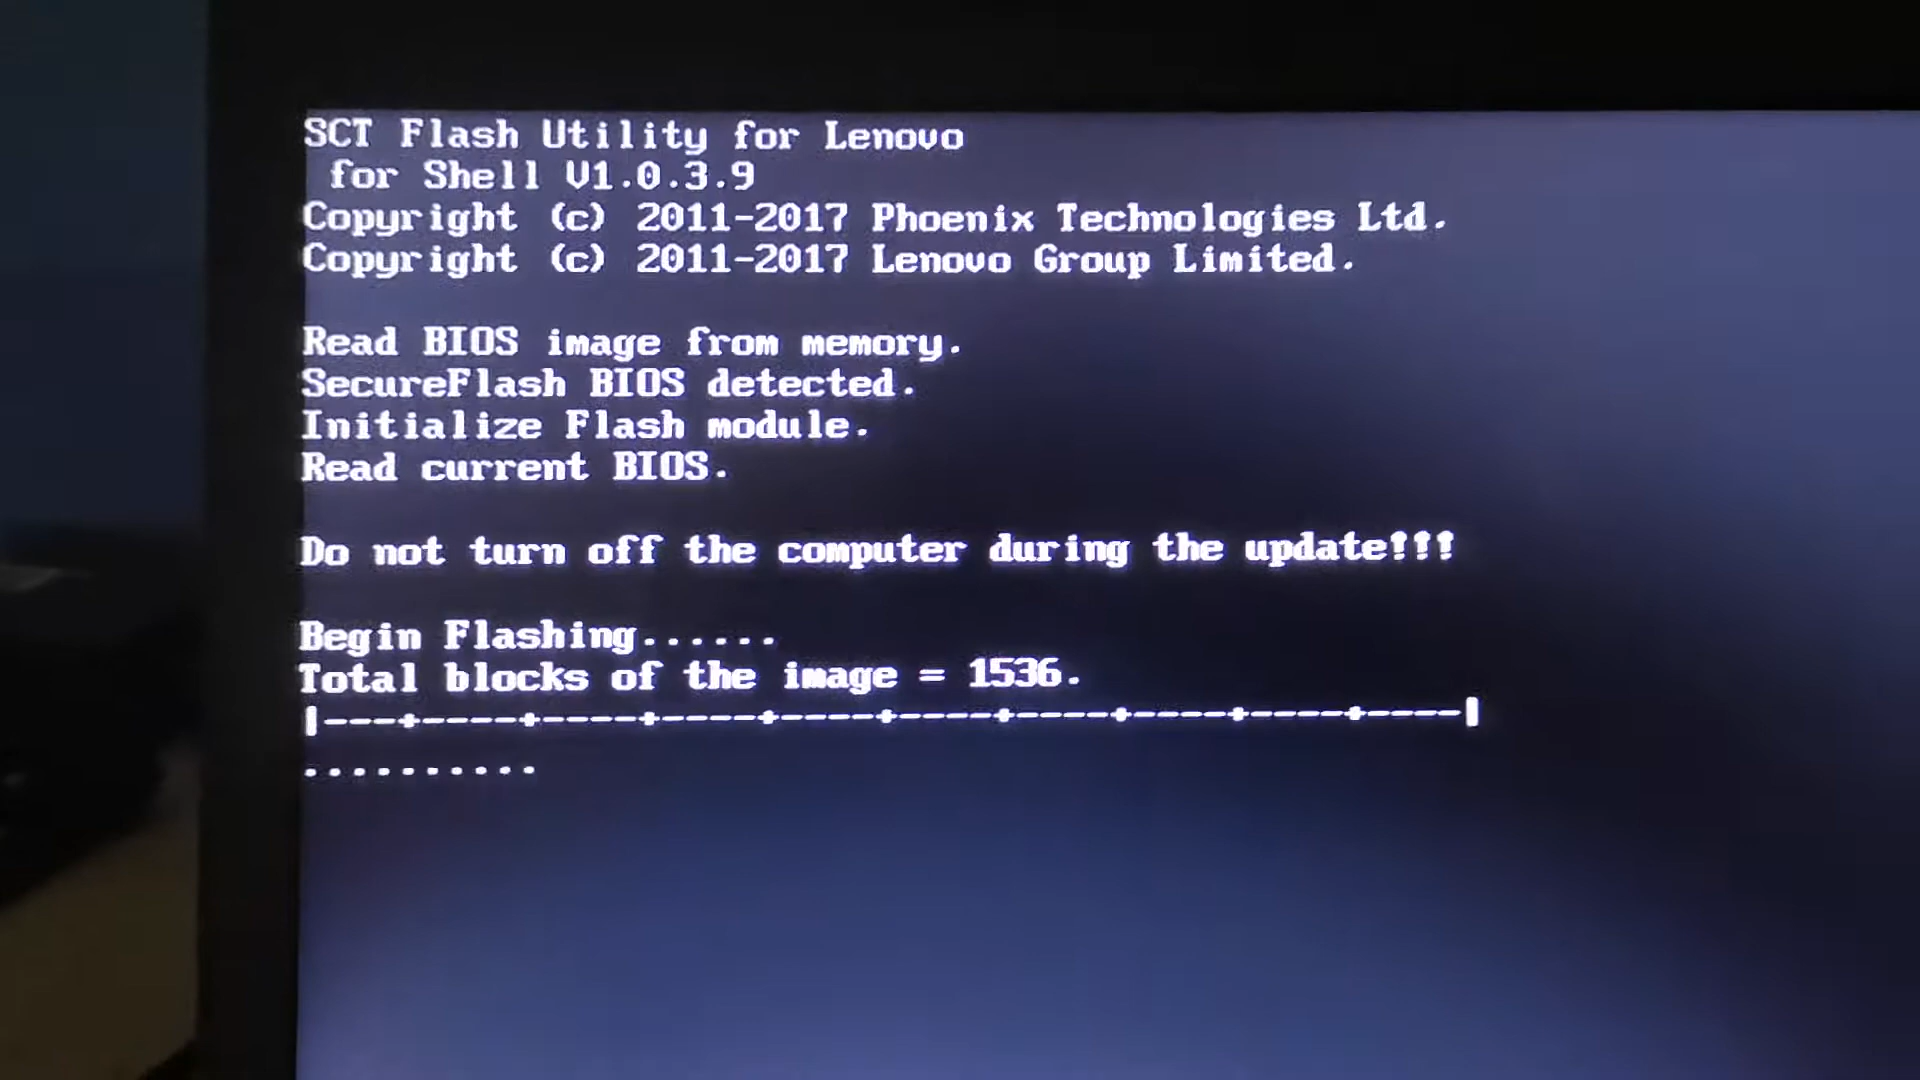 SCT Flash Utility for Lenovo
for Shell V1.0.3.9
Copyright (c) 2011-2017 Phoenix Technologies Ltd.
Copyright (c) 2011-2017 Lenovo Group Limited.
Read BIOS image from memory.
SecureFlash BIOS detected.
Initialize Flash module.
Read current BIOS.
Do not turn off the computer during the update!!!
Begin Flashing......
Total blocks of the image = 1536.
|---+----+----+----+----+----+----+----+----+----|
..........